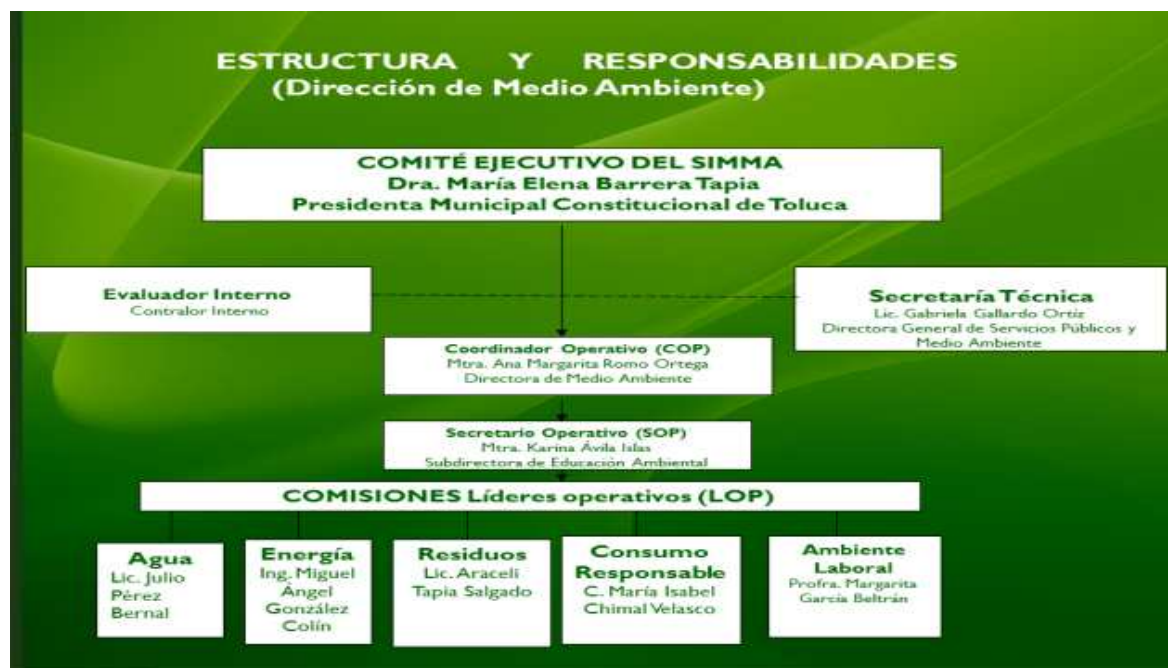 ESTRUCTURA Y RESPONSABILIDADES
(Dirección de Medio Ambiente)
COMITÉ EJECUTIVO DEL SIMMA
Dra. María Elena Barrera Tapia
Presidenta Municipal Constitucional de Toluca
Evaluador Interno
Contralor Interno
Secretaría Técnica
Lic. Gabriela Gallardo Ortíz
Directora General de Servicios Públicos y
Medio Ambiente
Coordinador Operativo (COP)
Mtra. Ana Margarita Romo Ortega
Directora de Medio Ambiente
Secretario Operativo (SOP)
Mtra. Karina Ávila Islas
Subdirectora de Educación Ambiental
COMISIONES Líderes operativos (LOP)
Agua
Lic. Julio
Pérez
Bernal
Energía
Ing. Miguel
Ángel
González
Colín
Residuos
Lic. Araceli
Tapia Salgado
Consumo
Responsable
C. María Isabel
Chimal Velasco
Ambiente
Laboral
Profra. Margarita
García Beltrán